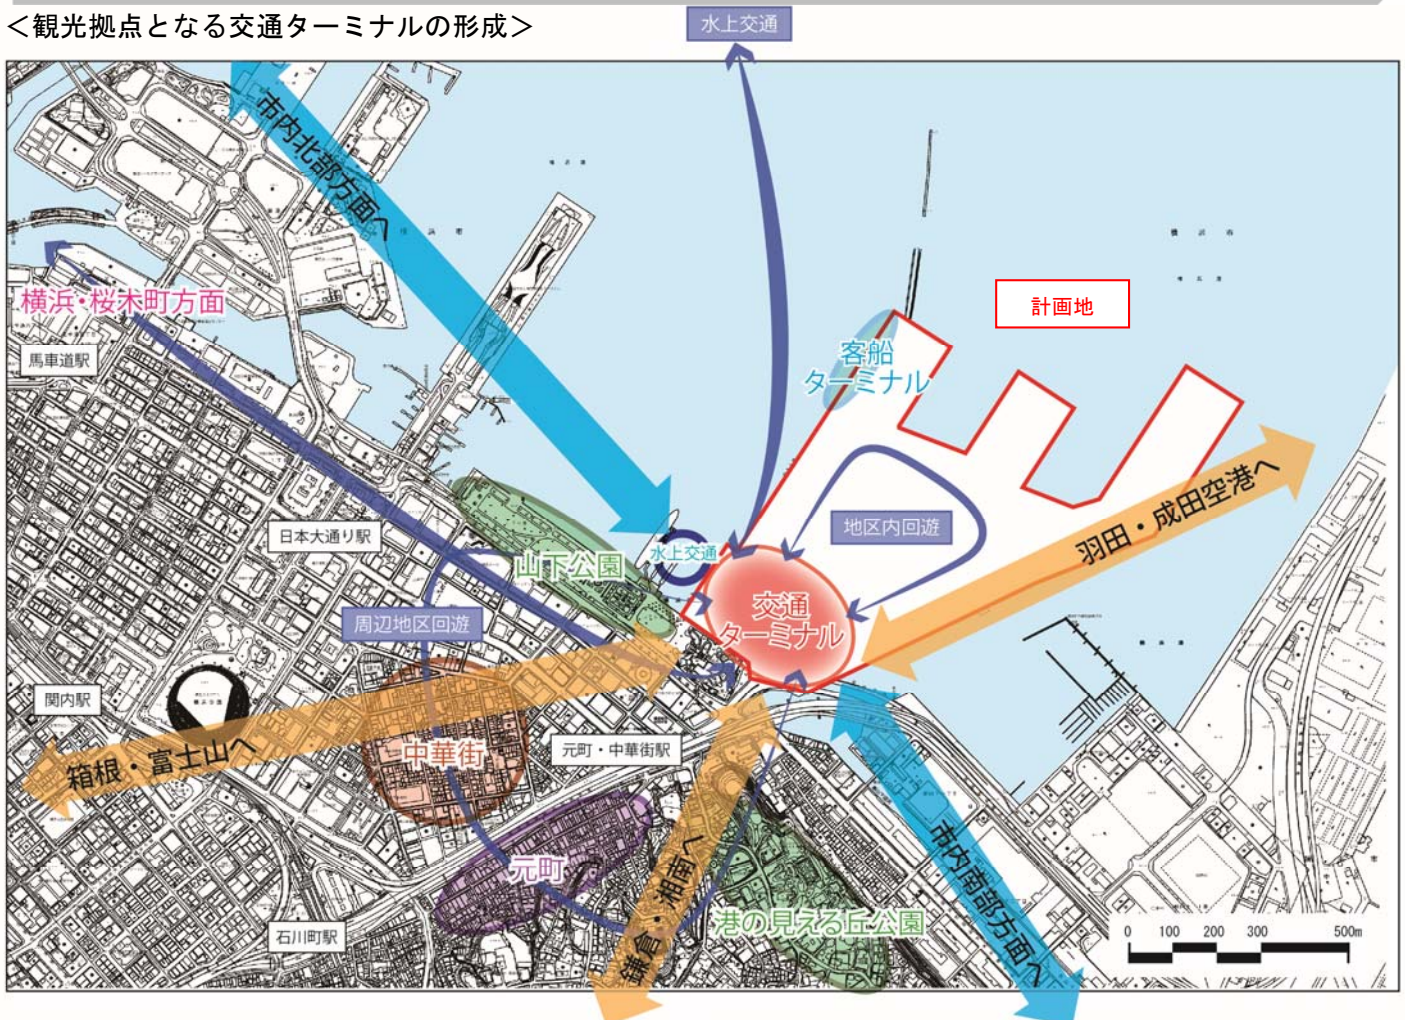 ＜観光拠点となる交通ターミナルの形成＞
水上交通
市内北部方面へ
横浜・桜木町方面
馬車道駅
計画地
客船
ターミナル
日本大通り駅
山下公園
水上交通
地区内回遊
羽田・成田空港へ
交通
ターミナル
周辺地区回遊
関内駅
箱根・富士山へ
中華街
元町・中華街駅
元町
鎌倉・湘南へ
港の見える丘公園
市内南部方面へ
石川町駅
0 100 200 300 500m
横浜市
横浜市